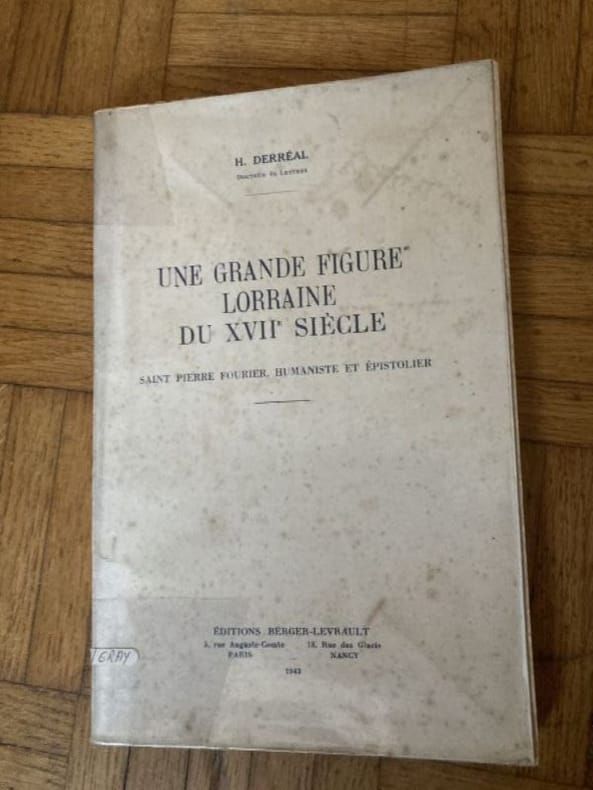 H. DERRÉAL
Docteur ès Lettres
UNE GRANDE FIGURE
LORRAINE
DU XVIIe SIÈCLE
SAINT PIERRE FOURIER, HUMANISTE ET ÉPISTOLIER
ÉDITIONS BERGER-LEVRAULT
5, rue Auguste-Comte 18, Rue des Glacis
PARIS NANCY
GRAY